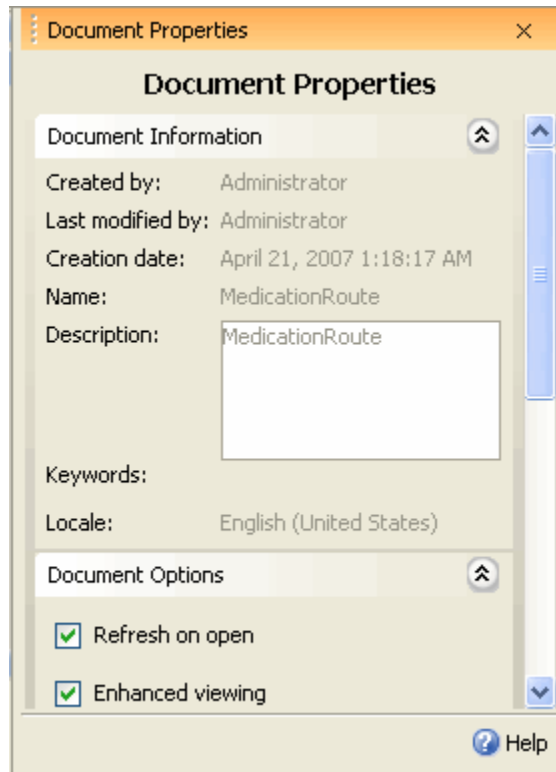 Document Properties
Document Properties
Document Information
Created by: Administrator
Last modified by: Administrator
Creation date: April 21, 2007 1:18:17 AM
Name: MedicationRoute
Description: MedicationRoute
Keywords:
Locale: English (United States)
Document Options
Refresh on open
Enhanced viewing
Help